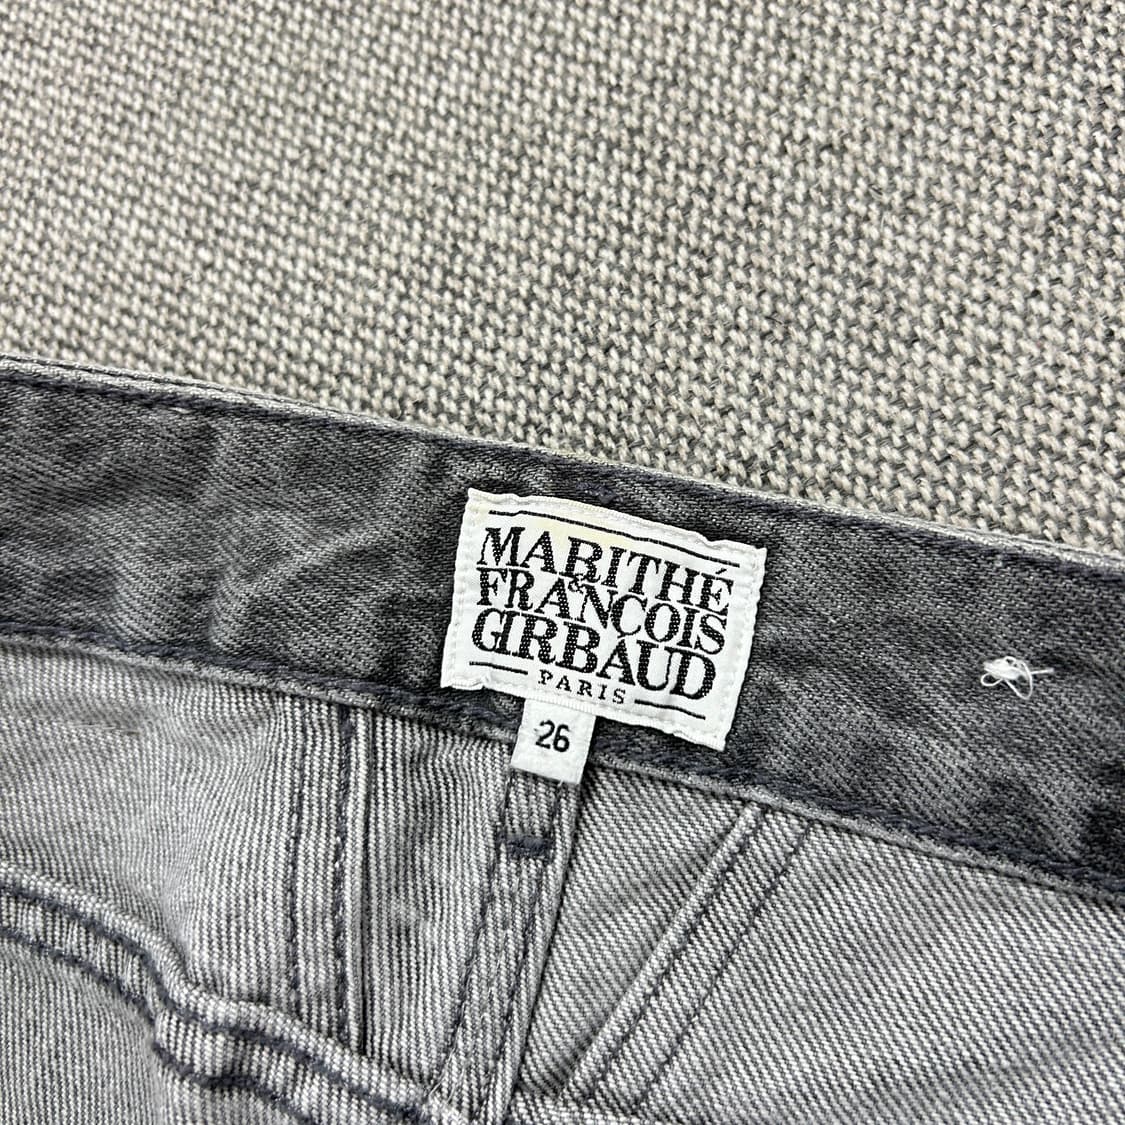 MARITHÉ
&
FRANÇOIS
GIRBAUD
PARIS
26